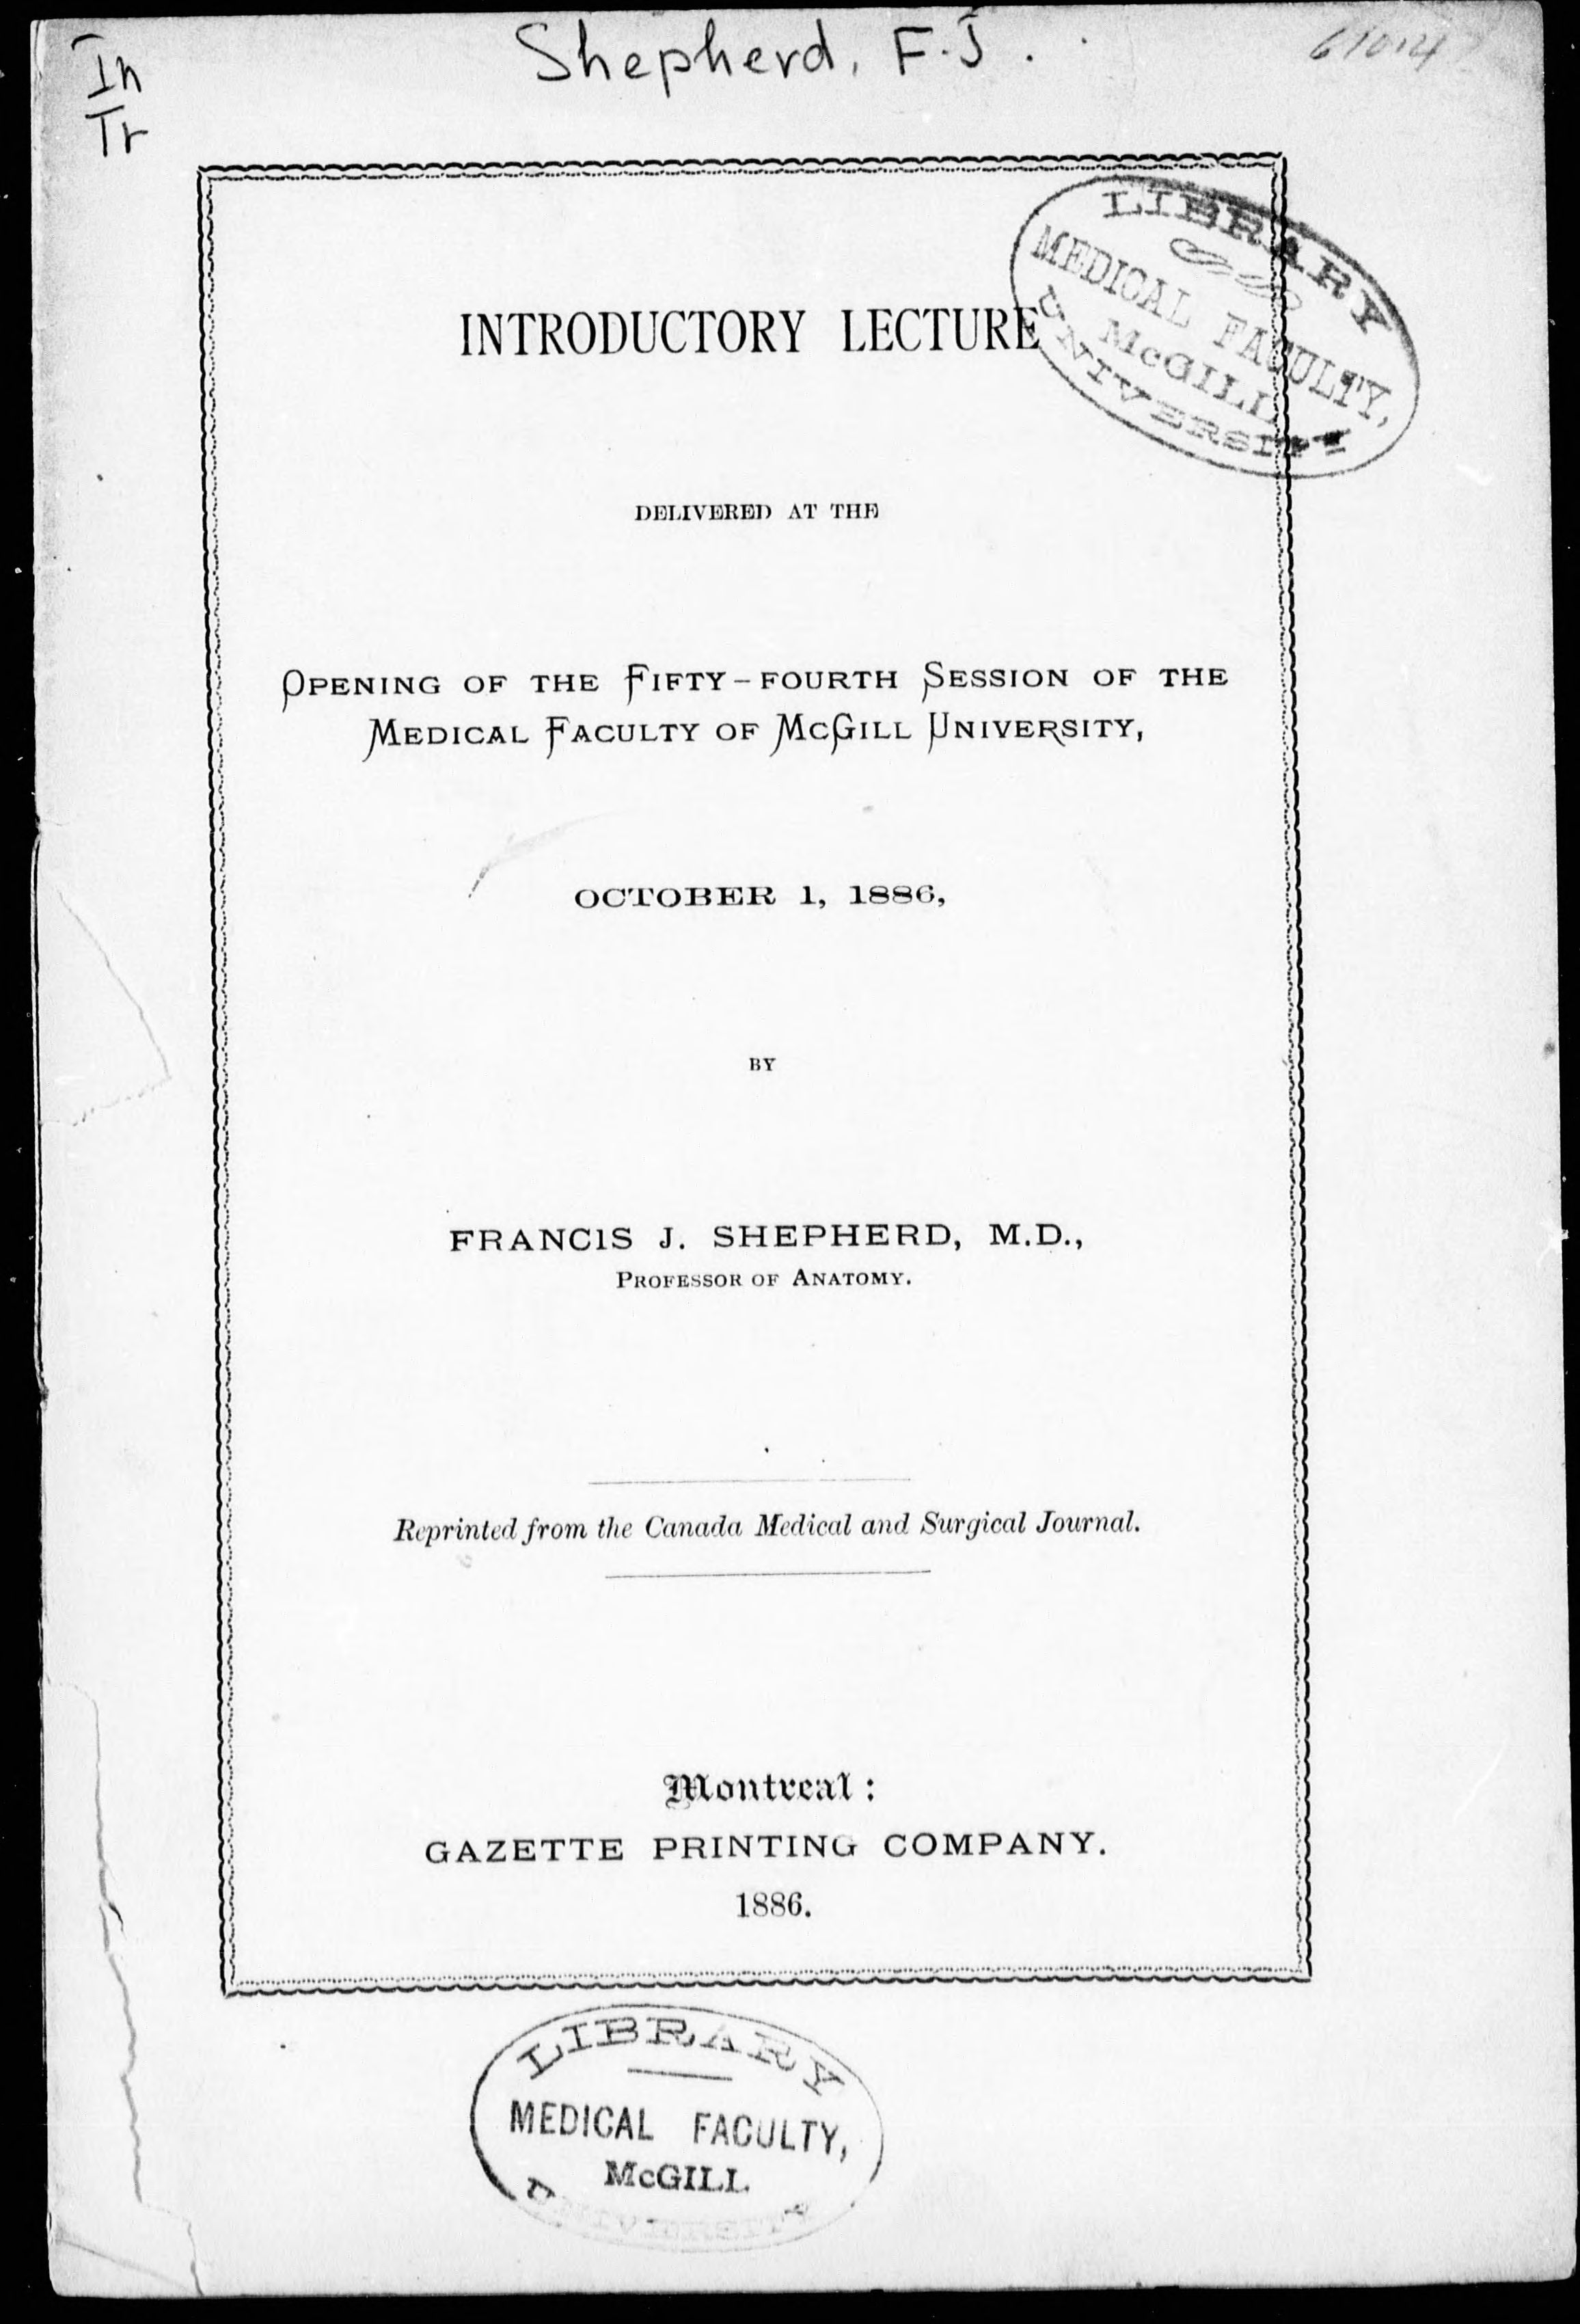 In
Tr
Shepherd, F.J.
INTRODUCTORY LECTURE
LIBRARY
MEDICAL FACULTY,
McGILL
UNIVERSITY
DELIVERED AT THE
OPENING OF THE FIFTY-FOURTH SESSION OF THE
MEDICAL FACULTY OF MCGILL UNIVERSITY,
OCTOBER 1, 1886,
BY
FRANCIS J. SHEPHERD, M.D.,
PROFESSOR OF ANATOMY.
Reprinted from the Canada Medical and Surgical Journal.
Montreal:
GAZETTE PRINTING COMPANY.
1886.
LIBRARY
MEDICAL FACULTY,
McGILL
UNIVERSITY